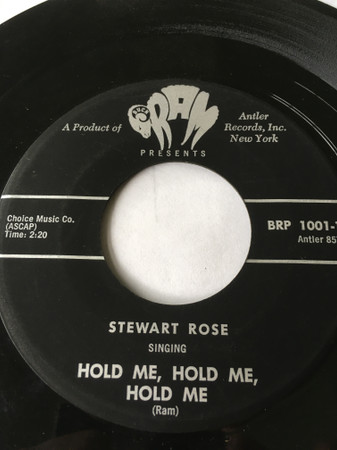 RAM
A Product of
Antler
Records, Inc.
New York
PRESENTS
Choice Music Co.
(ASCAP)
Time: 2:20
BRP 1001-
Antler 85
STEWART ROSE
SINGING
HOLD ME, HOLD ME,
HOLD ME
(Ram)